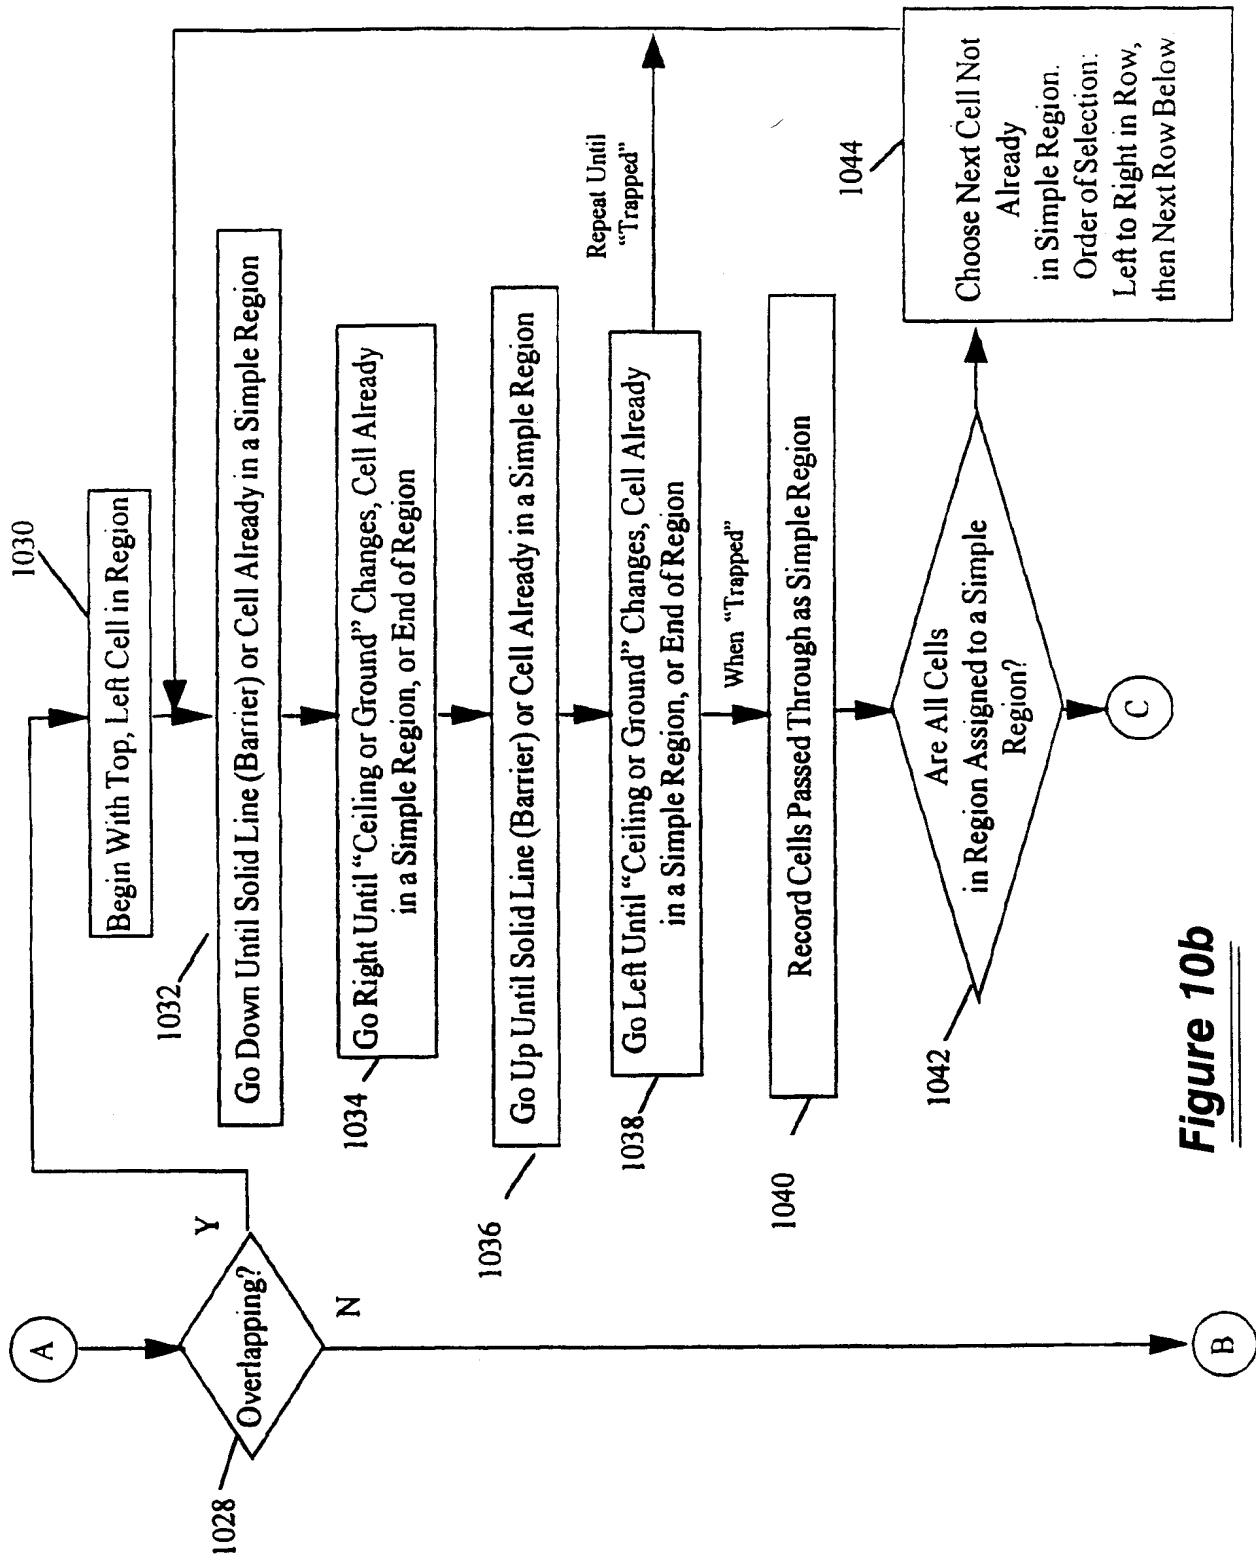 A
1028
Overlapping?
Y
N
B
1030
Begin With Top, Left Cell in Region
1032
Go Down Until Solid Line (Barrier) or Cell Already in a Simple Region
1034
Go Right Until “Ceiling or Ground” Changes, Cell Already
in a Simple Region, or End of Region
1036
Go Up Until Solid Line (Barrier) or Cell Already in a Simple Region
1038
Go Left Until “Ceiling or Ground” Changes, Cell Already
in a Simple Region, or End of Region
Repeat Until
“Trapped”
When “Trapped”
1040
Record Cells Passed Through as Simple Region
1042
Are All Cells
in Region Assigned to a Simple
Region?
1044
Choose Next Cell Not
Already
in Simple Region.
Order of Selection:
Left to Right in Row,
then Next Row Below
C
Figure 10b